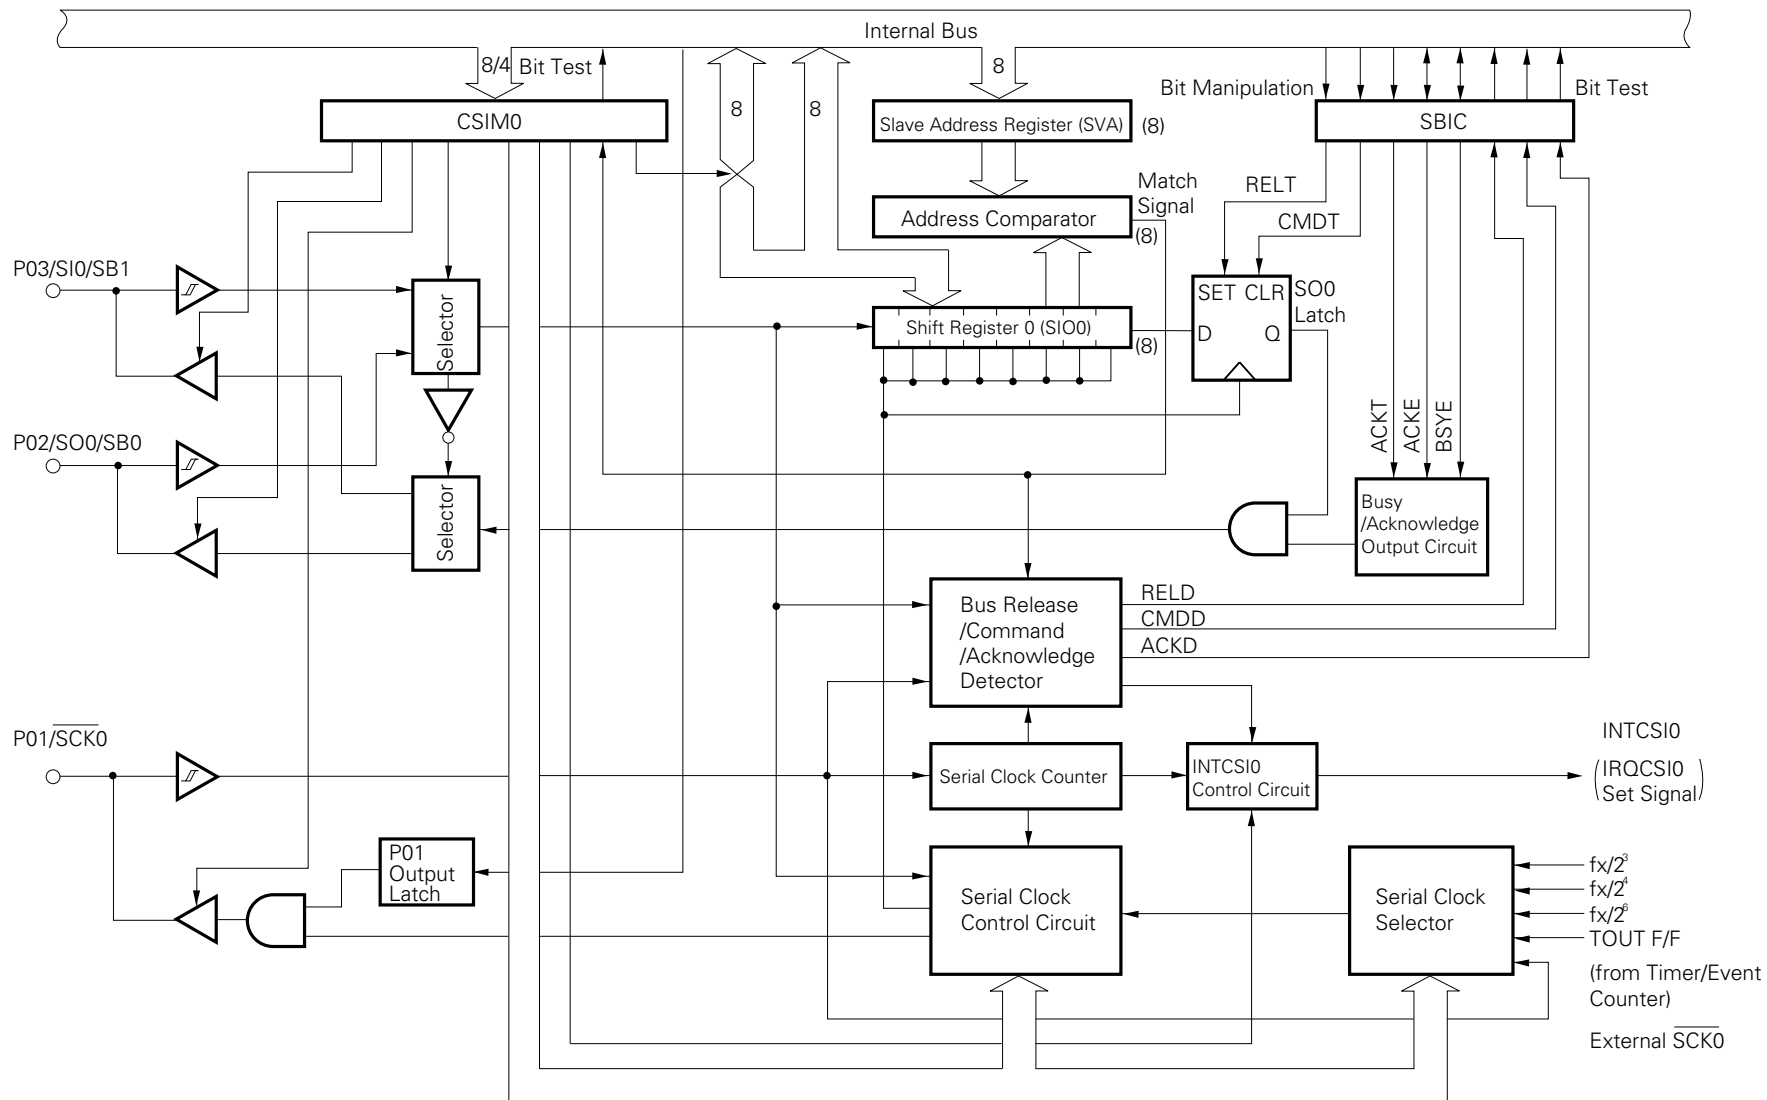 Internal Bus
8/4 Bit Test
8
8
8
Bit Manipulation
Bit Test
CSIM0
Slave Address Register (SVA)
(8)
SBIC
Address Comparator
Match
Signal
(8)
RELT
CMDT
P03/SI0/SB1
Selector
Shift Register 0 (SIO0)
(8)
SET CLR
D Q
SO0
Latch
P02/SO0/SB0
Selector
ACKT
ACKE
BSYE
Busy
/Acknowledge
Output Circuit
Bus Release
/Command
/Acknowledge
Detector
RELD
CMDD
ACKD
P01/S̅C̅K̅0̅
Serial Clock Counter
INTCSI0
Control Circuit
INTCSI0
(IRQCSI0
Set Signal)
P01
Output
Latch
Serial Clock
Control Circuit
Serial Clock
Selector
fx/2³
fx/2⁴
fx/2⁶
TOUT F/F
(from Timer/Event
Counter)
External S̅C̅K̅0̅